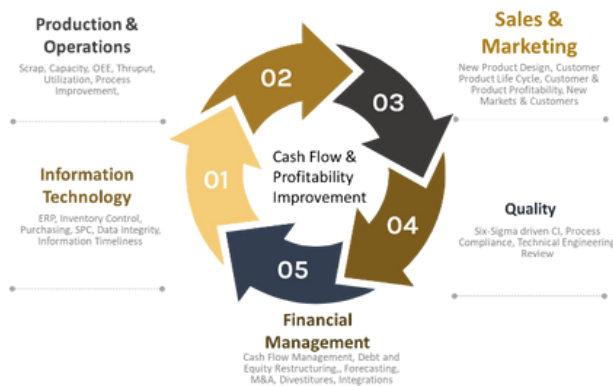 Production &
Operations
Scrap, Capacity, OEE, Thruput,
Utilization, Process
Improvement,
Sales &
Marketing
New Product Design, Customer
Product Life Cycle, Customer &
Product Profitability, New
Markets & Customers
02
03
Information
Technology
ERP, Inventory Control,
Purchasing, SPC, Data Integrity,
Information Timeliness
01
Cash Flow &
Profitability
Improvement
04
Quality
Six-Sigma driven CI, Process
Compliance, Technical Engineering
Review
05
Financial
Management
Cash Flow Management, Debt and
Equity Restructuring,, Forecasting,
M&A, Divestitures, Integrations